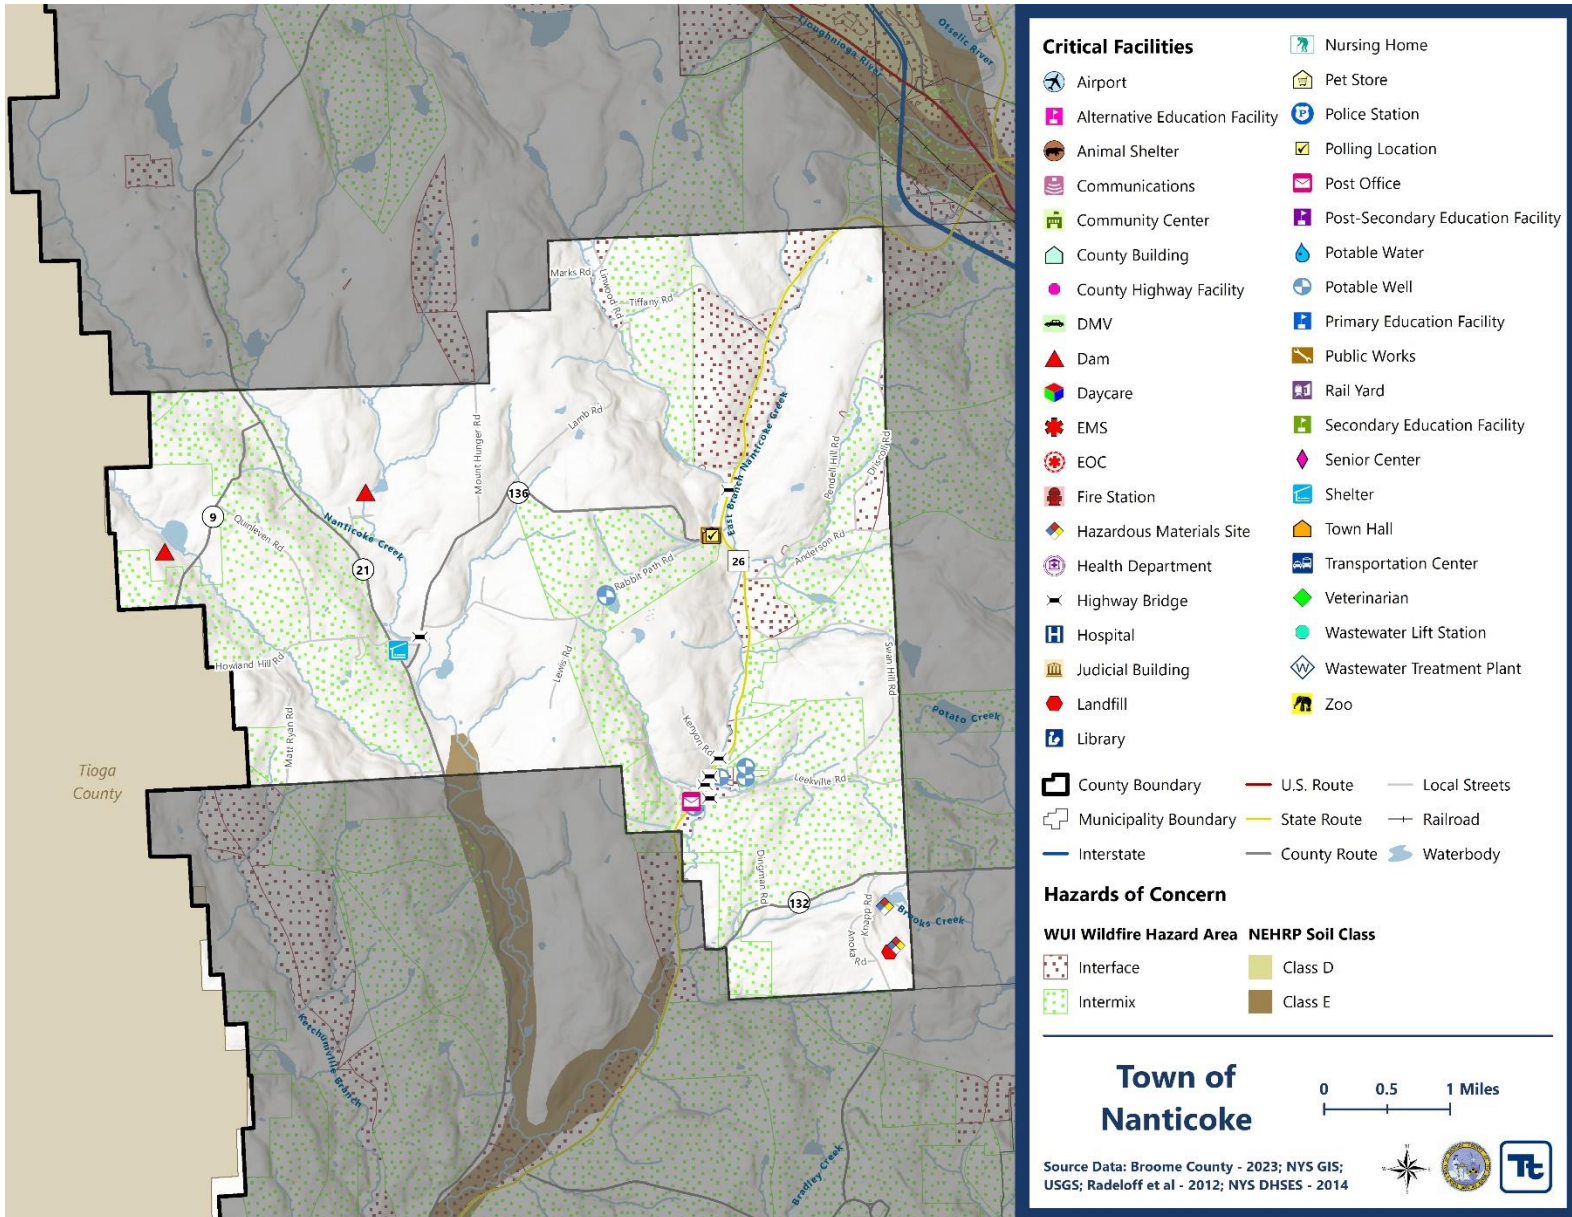 Tioughnioga River
Otselic River
Marks Rd
Linwood Rd
Tiffany Rd
Lamb Rd
Mount Hunger Rd
136
East Branch Nanticoke Creek
Pendell Hill Rd
Driscoll Rd
9
Quinleven Rd
Nanticoke Creek
21
26
Anderson Rd
Rabbit Path Rd
Howland Hill Rd
Lewis Rd
Swan Hill Rd
Matt Ryan Rd
Kenyon Rd
Potato Creek
Leekville Rd
Tioga
County
Dingman Rd
132
Knapp Rd
Brooks Creek
Anoka
Rd
Ketchumville Branch
Bradley Creek
Critical Facilities
Airport
Alternative Education Facility
Animal Shelter
Communications
Community Center
County Building
County Highway Facility
DMV
Dam
Daycare
EMS
EOC
Fire Station
Hazardous Materials Site
Health Department
Highway Bridge
Hospital
Judicial Building
Landfill
Library
Nursing Home
Pet Store
Police Station
Polling Location
Post Office
Post-Secondary Education Facility
Potable Water
Potable Well
Primary Education Facility
Public Works
Rail Yard
Secondary Education Facility
Senior Center
Shelter
Town Hall
Transportation Center
Veterinarian
Wastewater Lift Station
Wastewater Treatment Plant
Zoo
County Boundary
Municipality Boundary
Interstate
U.S. Route
State Route
County Route
Local Streets
Railroad
Waterbody
Hazards of Concern
WUI Wildfire Hazard Area
Interface
Intermix
NEHRP Soil Class
Class D
Class E
Town of
Nanticoke
0 0.5 1 Miles
Source Data: Broome County - 2023; NYS GIS;
USGS; Radeloff et al - 2012; NYS DHSES - 2014
Tt